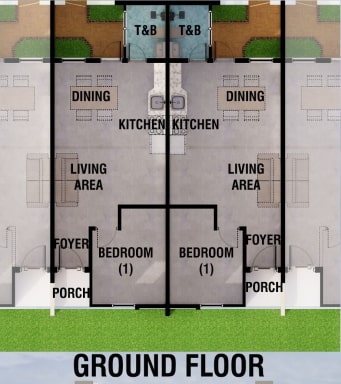 T&B T&B
DINING DINING
KITCHEN KITCHEN
LIVING
AREA
LIVING
AREA
FOYER FOYER
BEDROOM
(1)
BEDROOM
(1)
PORCH PORCH
GROUND FLOOR